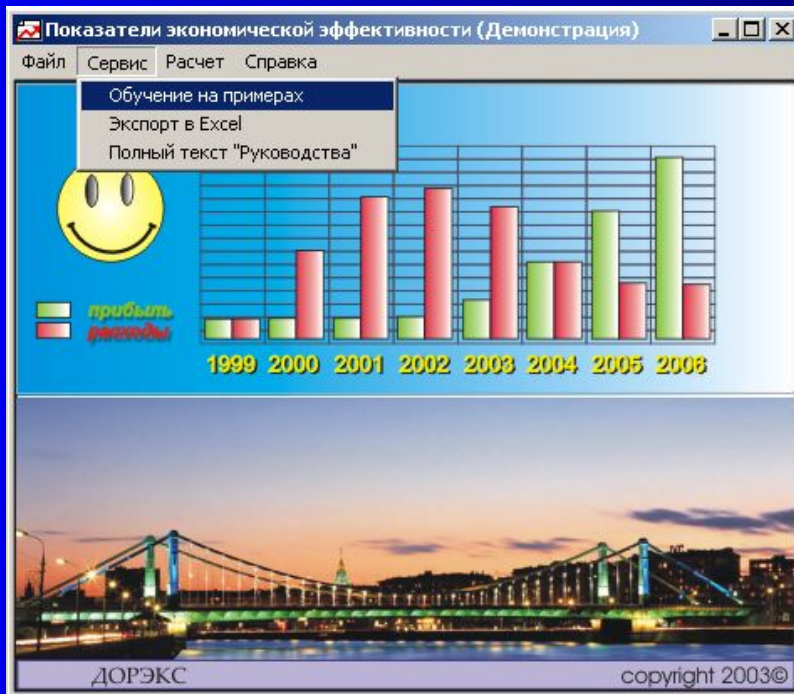 Показатели экономической эффективности (Демонстрация)
Файл Сервис Расчет Справка
Обучение на примерах
Экспорт в Excel
Полный текст "Руководства"
прибыль
расходы
1999 2000 2001 2002 2003 2004 2005 2006
ДОРЭКС copyright 2003©